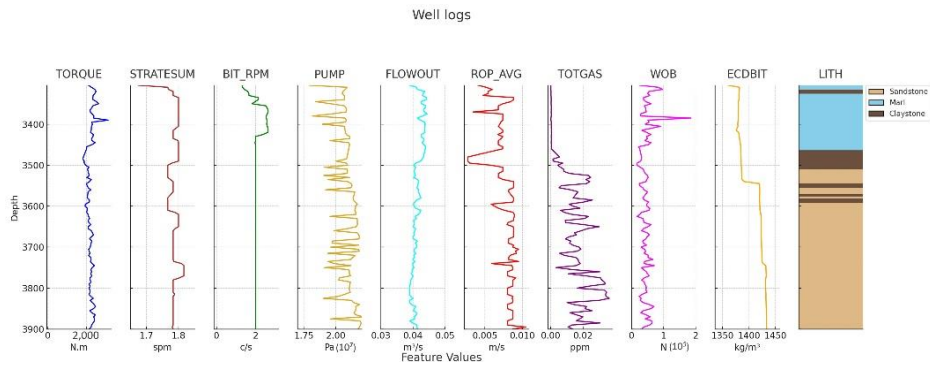 Well logs
TORQUE STRATESUM BIT_RPM PUMP FLOWOUT ROP_AVG TOTGAS WOB ECDBIT LITH
Sandstone
Marl
Claystone
3400
3500
3600
3700
3800
3900
Depth
0 2,000 1.7 1.8 0 2 1.75 2.00 0.03 0.04 0.05 0.005 0.010 0.00 0.02 0 1 2 1350 1400 1450
N.m spm c/s Pa(10⁷) m³/s m/s ppm N(10⁵) kg/m³
Feature Values